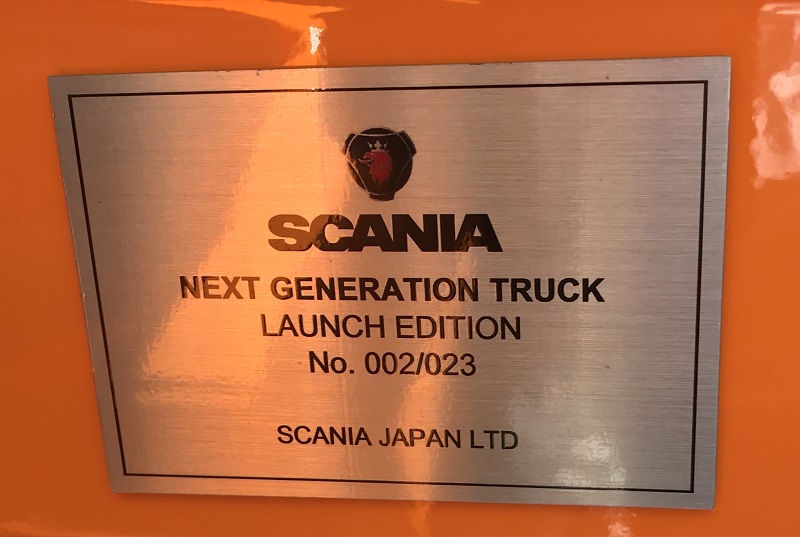 SCANIA
NEXT GENERATION TRUCK
LAUNCH EDITION
No. 002/023
SCANIA JAPAN LTD